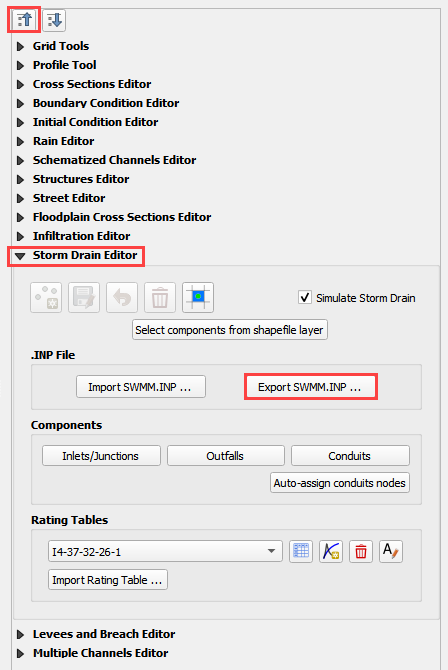 Grid Tools
Profile Tool
Cross Sections Editor
Boundary Condition Editor
Initial Condition Editor
Rain Editor
Schematized Channels Editor
Structures Editor
Street Editor
Floodplain Cross Sections Editor
Infiltration Editor
Storm Drain Editor
Simulate Storm Drain
Select components from shapefile layer
.INP File
Import SWMM.INP ... Export SWMM.INP ...
Components
Inlets/Junctions Outfalls Conduits
Auto-assign conduits nodes
Rating Tables
I4-37-32-26-1
Import Rating Table ...
Levees and Breach Editor
Multiple Channels Editor